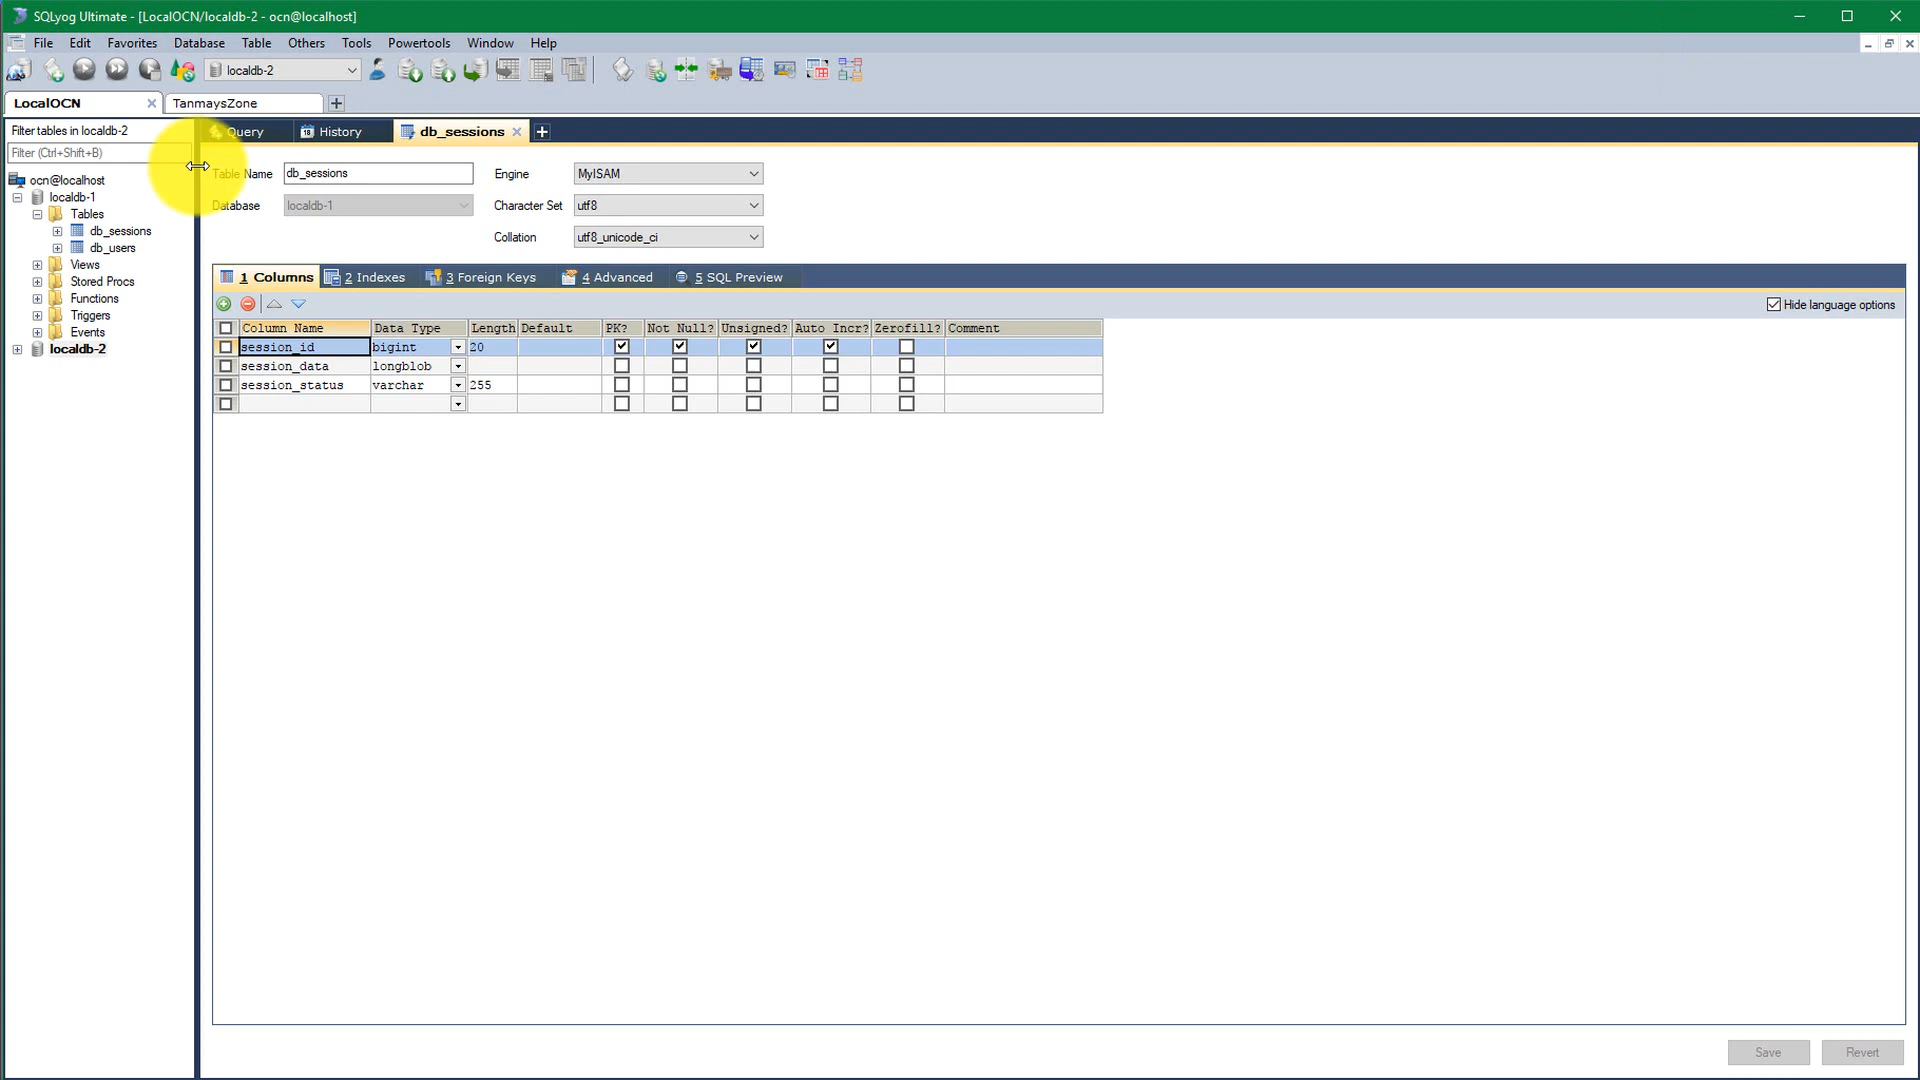 SQLyog Ultimate - [LocalOCN/localdb-2 - ocn@localhost]
File Edit Favorites Database Table Others Tools Powertools Window Help
localdb-2
LocalOCN TanmaysZone
Filter tables in localdb-2
Filter (Ctrl+Shift+B)
ocn@localhost
localdb-1
Tables
db_sessions
db_users
Views
Stored Procs
Functions
Triggers
Events
localdb-2
Query 18 History db_sessions
Table Name db_sessions Engine MyISAM
Database localdb-1 Character Set utf8
Collation utf8_unicode_ci
1 Columns 2 Indexes 3 Foreign Keys 4 Advanced 5 SQL Preview
Hide language options
Column Name Data Type Length Default PK? Not Null? Unsigned? Auto Incr? Zerofill? Comment
session_id bigint 20
session_data longblob
session_status varchar 255
Save Revert